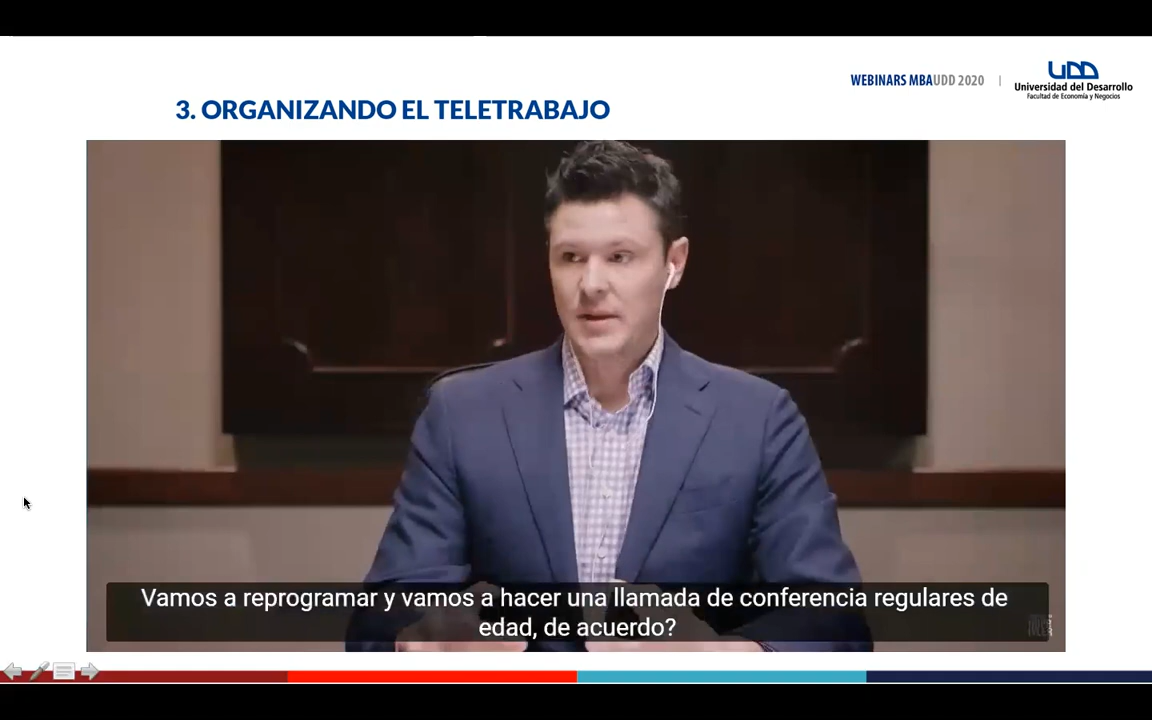 WEBINARS MBAUDD 2020
UDD
Universidad del Desarrollo
Facultad de Economía y Negocios
3. ORGANIZANDO EL TELETRABAJO
Vamos a reprogramar y vamos a hacer una llamada de conferencia regulares de
edad, de acuerdo?